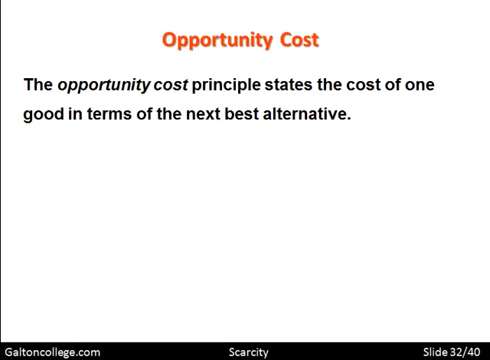 Opportunity Cost
The opportunity cost principle states the cost of one
good in terms of the next best alternative.
Galtoncollege.com
Scarcity
Slide 32/40